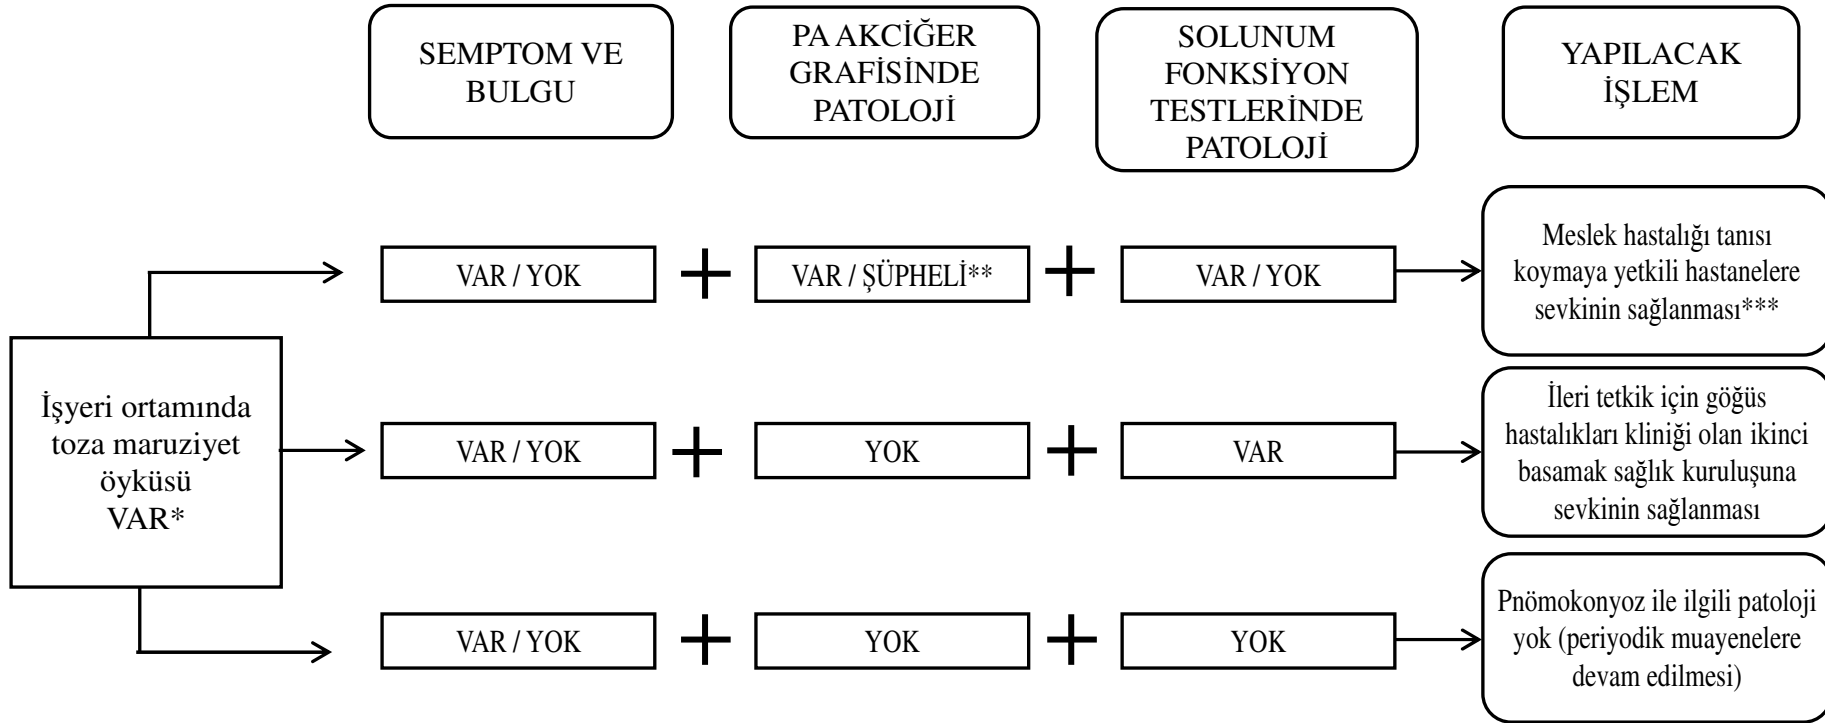 SEMPTOM VE
BULGU
PA AKCİĞER
GRAFİSİNDE
PATOLOJİ
SOLUNUM
FONKSİYON
TESTLERİNDE
PATOLOJİ
YAPILACAK
İŞLEM
İşyeri ortamında
toza maruziyet
öyküsü
VAR*
VAR / YOK
+
VAR / ŞÜPHELİ**
+
VAR / YOK
Meslek hastalığı tanısı
koymaya yetkili hastanelere
sevkinin sağlanması***
VAR / YOK
+
YOK
+
VAR
İleri tetkik için göğüs
hastalıkları kliniği olan ikinci
basamak sağlık kuruluşuna
sevkinin sağlanması
VAR / YOK
+
YOK
+
YOK
Pnömokonyoz ile ilgili patoloji
yok (periyodik muayenelere
devam edilmesi)